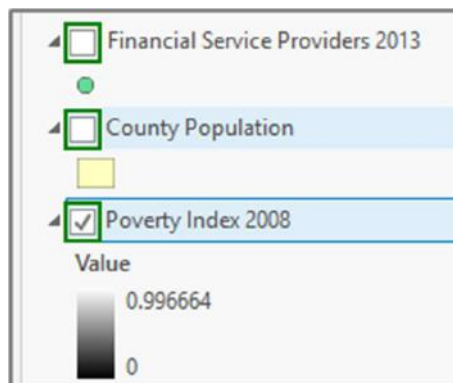 Financial Service Providers 2013
County Population
Poverty Index 2008
Value
0.996664
0